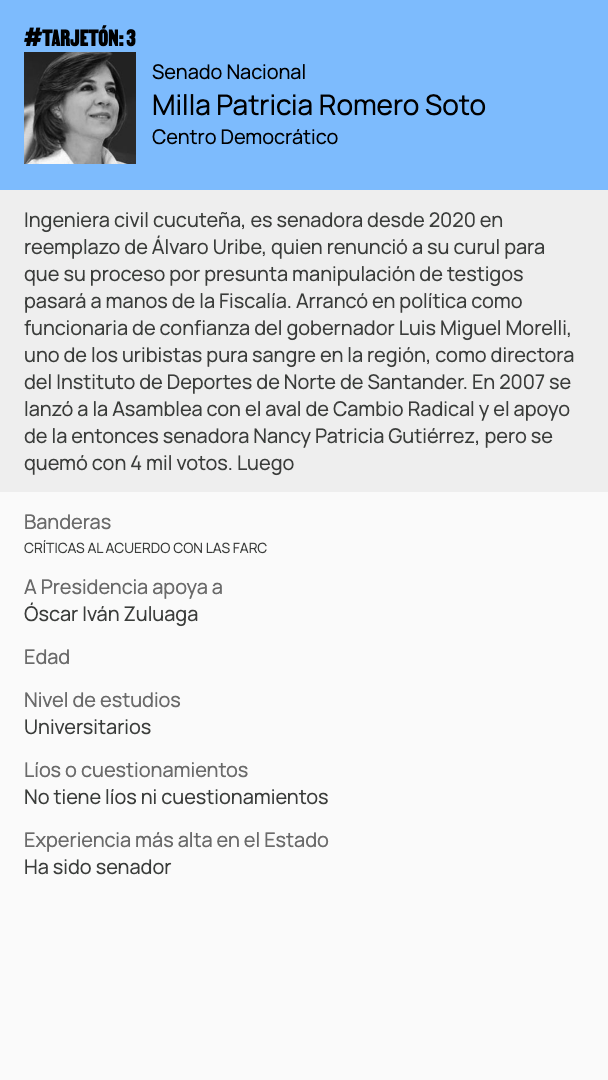 #TARJETÓN: 3
Senado Nacional
Milla Patricia Romero Soto
Centro Democrático
Ingeniera civil cucuteña, es senadora desde 2020 en
reemplazo de Álvaro Uribe, quien renunció a su curul para
que su proceso por presunta manipulación de testigos
pasará a manos de la Fiscalía. Arrancó en política como
funcionaria de confianza del gobernador Luis Miguel Morelli,
uno de los uribistas pura sangre en la región, como directora
del Instituto de Deportes de Norte de Santander. En 2007 se
lanzó a la Asamblea con el aval de Cambio Radical y el apoyo
de la entonces senadora Nancy Patricia Gutiérrez, pero se
quemó con 4 mil votos. Luego
Banderas
CRÍTICAS AL ACUERDO CON LAS FARC
A Presidencia apoya a
Óscar Iván Zuluaga
Edad
Nivel de estudios
Universitarios
Líos o cuestionamientos
No tiene líos ni cuestionamientos
Experiencia más alta en el Estado
Ha sido senador